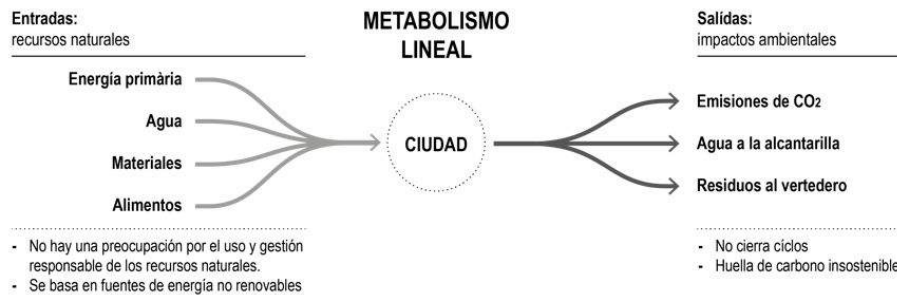 Entradas:
recursos naturales
METABOLISMO
LINEAL
Salídas:
impactos ambientales
Energía primària
Agua
Materiales
Alimentos
CIUDAD
Emisiones de CO2
Agua a la alcantarilla
Residuos al vertedero
- No hay una preocupación por el uso y gestión
responsable de los recursos naturales.
- Se basa en fuentes de energía no renovables
- No cierra cíclos
- Huella de carbono insostenible